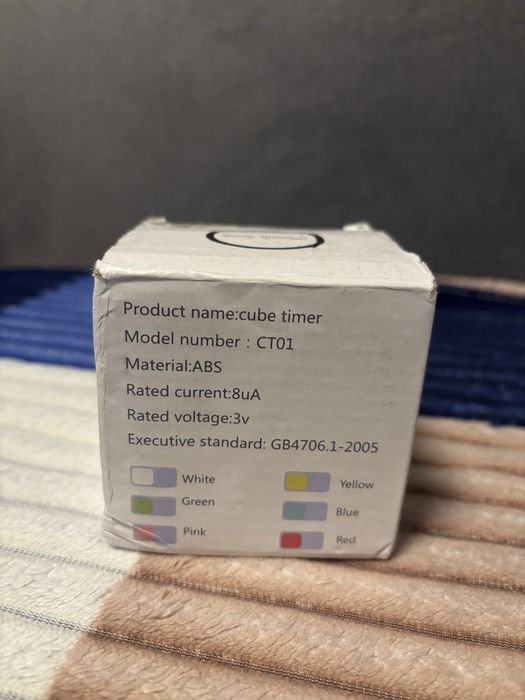 Product name:cube timer
Model number : CT01
Material:ABS
Rated current:8uA
Rated voltage:3v
Executive standard: GB4706.1-2005
White
Yellow
Green
Blue
Pink
Red